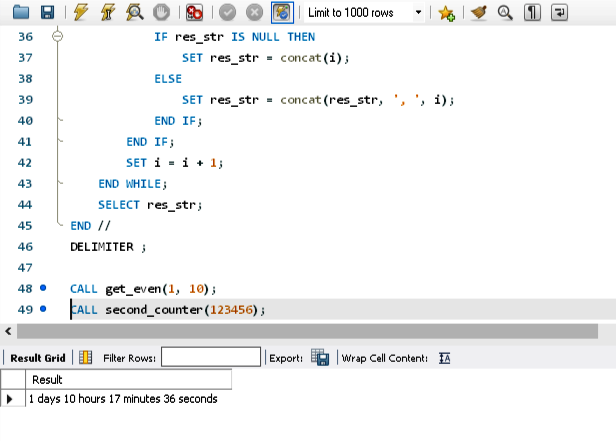 Limit to 1000 rows
36 IF res_str IS NULL THEN
37 SET res_str = concat(i);
38 ELSE
39 SET res_str = concat(res_str, ', ', i);
40 END IF;
41 END IF;
42 SET i = i + 1;
43 END WHILE;
44 SELECT res_str;
45 END //
46 DELIMITER ;
47
48 CALL get_even(1, 10);
49 CALL second_counter(123456);
Result Grid Filter Rows: Export: Wrap Cell Content: IA
Result
1 days 10 hours 17 minutes 36 seconds